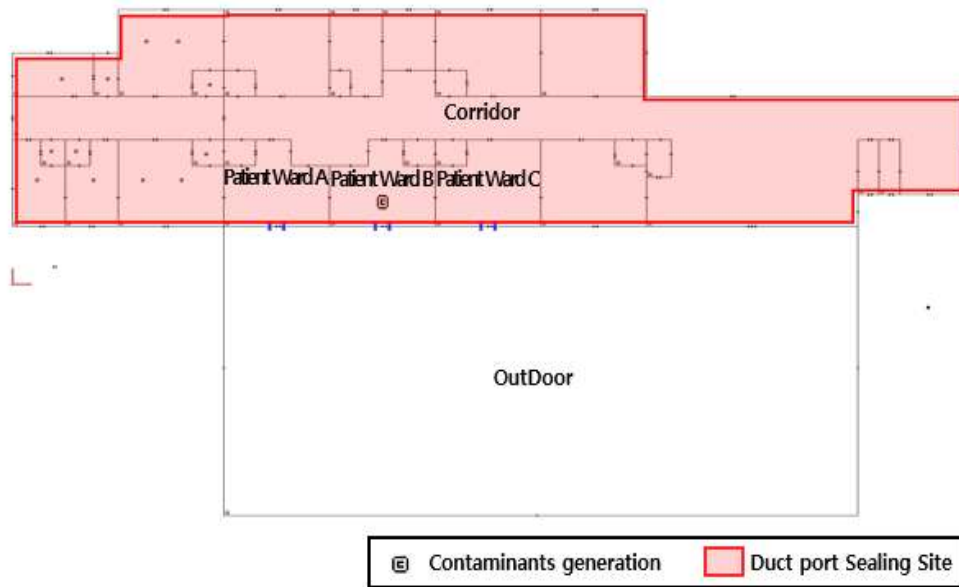 Corridor
Patient Ward A Patient Ward B Patient Ward C
OutDoor
Contaminants generation Duct port Sealing Site